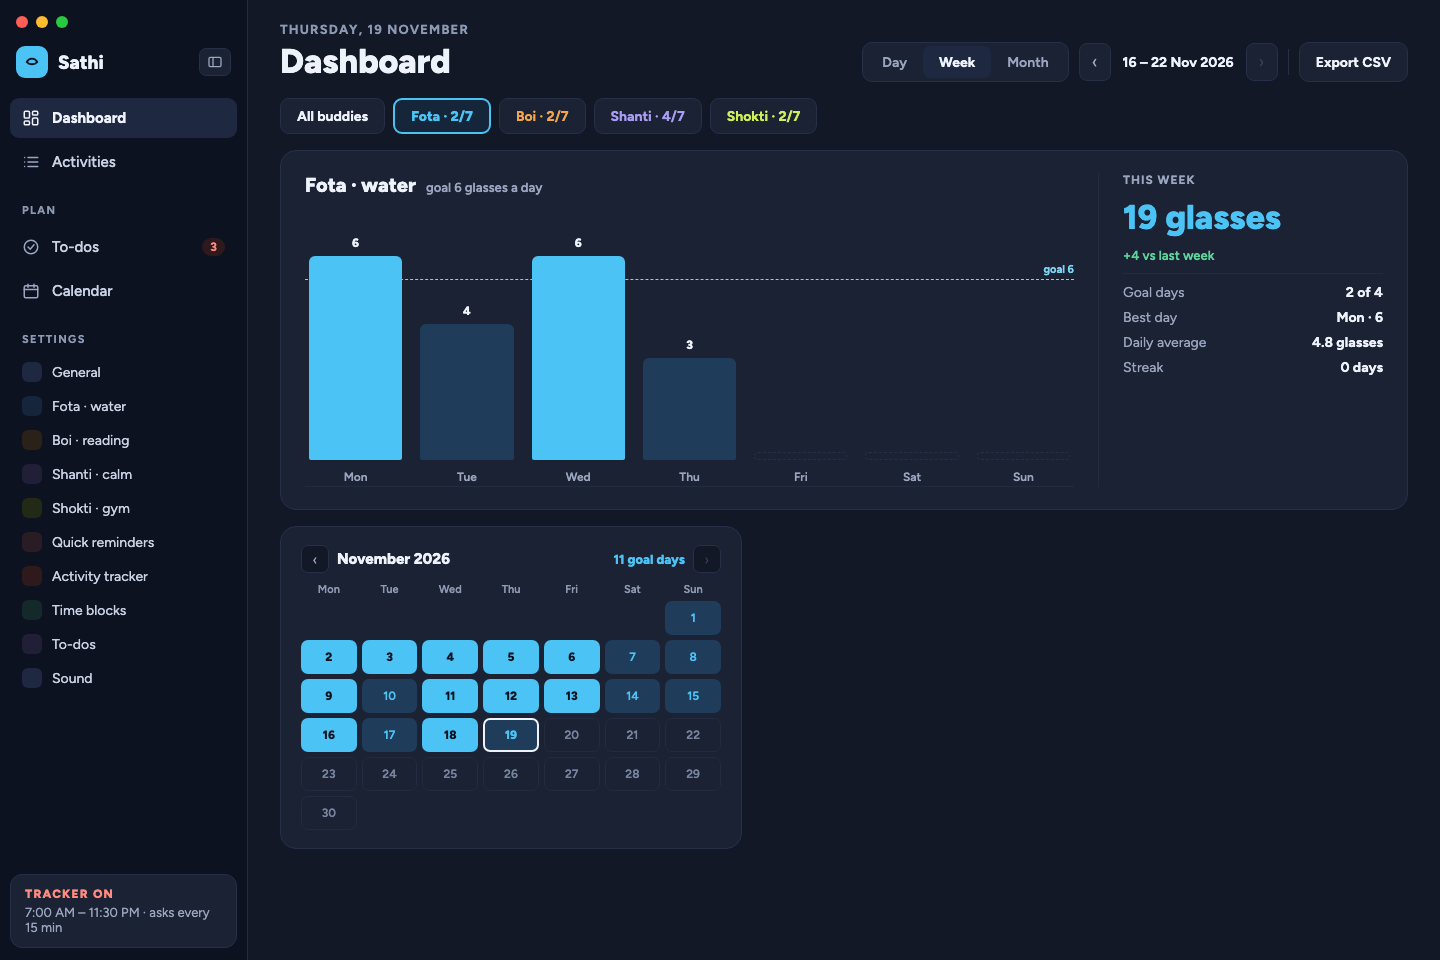 Sathi
Dashboard
Activities
PLAN
To-dos 3
Calendar
SETTINGS
General
Fota · water
Boi · reading
Shanti · calm
Shokti · gym
Quick reminders
Activity tracker
Time blocks
To-dos
Sound
TRACKER ON
7:00 AM – 11:30 PM · asks every
15 min
THURSDAY, 19 NOVEMBER
Dashboard
Day Week Month ‹ 16 – 22 Nov 2026 › Export CSV
All buddies Fota · 2/7 Boi · 2/7 Shanti · 4/7 Shokti · 2/7
Fota · water goal 6 glasses a day
6 4 6 3
goal 6
Mon Tue Wed Thu Fri Sat Sun
THIS WEEK
19 glasses
+4 vs last week
Goal days 2 of 4
Best day Mon · 6
Daily average 4.8 glasses
Streak 0 days
‹ November 2026 11 goal days ›
Mon Tue Wed Thu Fri Sat Sun
1
2 3 4 5 6 7 8
9 10 11 12 13 14 15
16 17 18 19 20 21 22
23 24 25 26 27 28 29
30